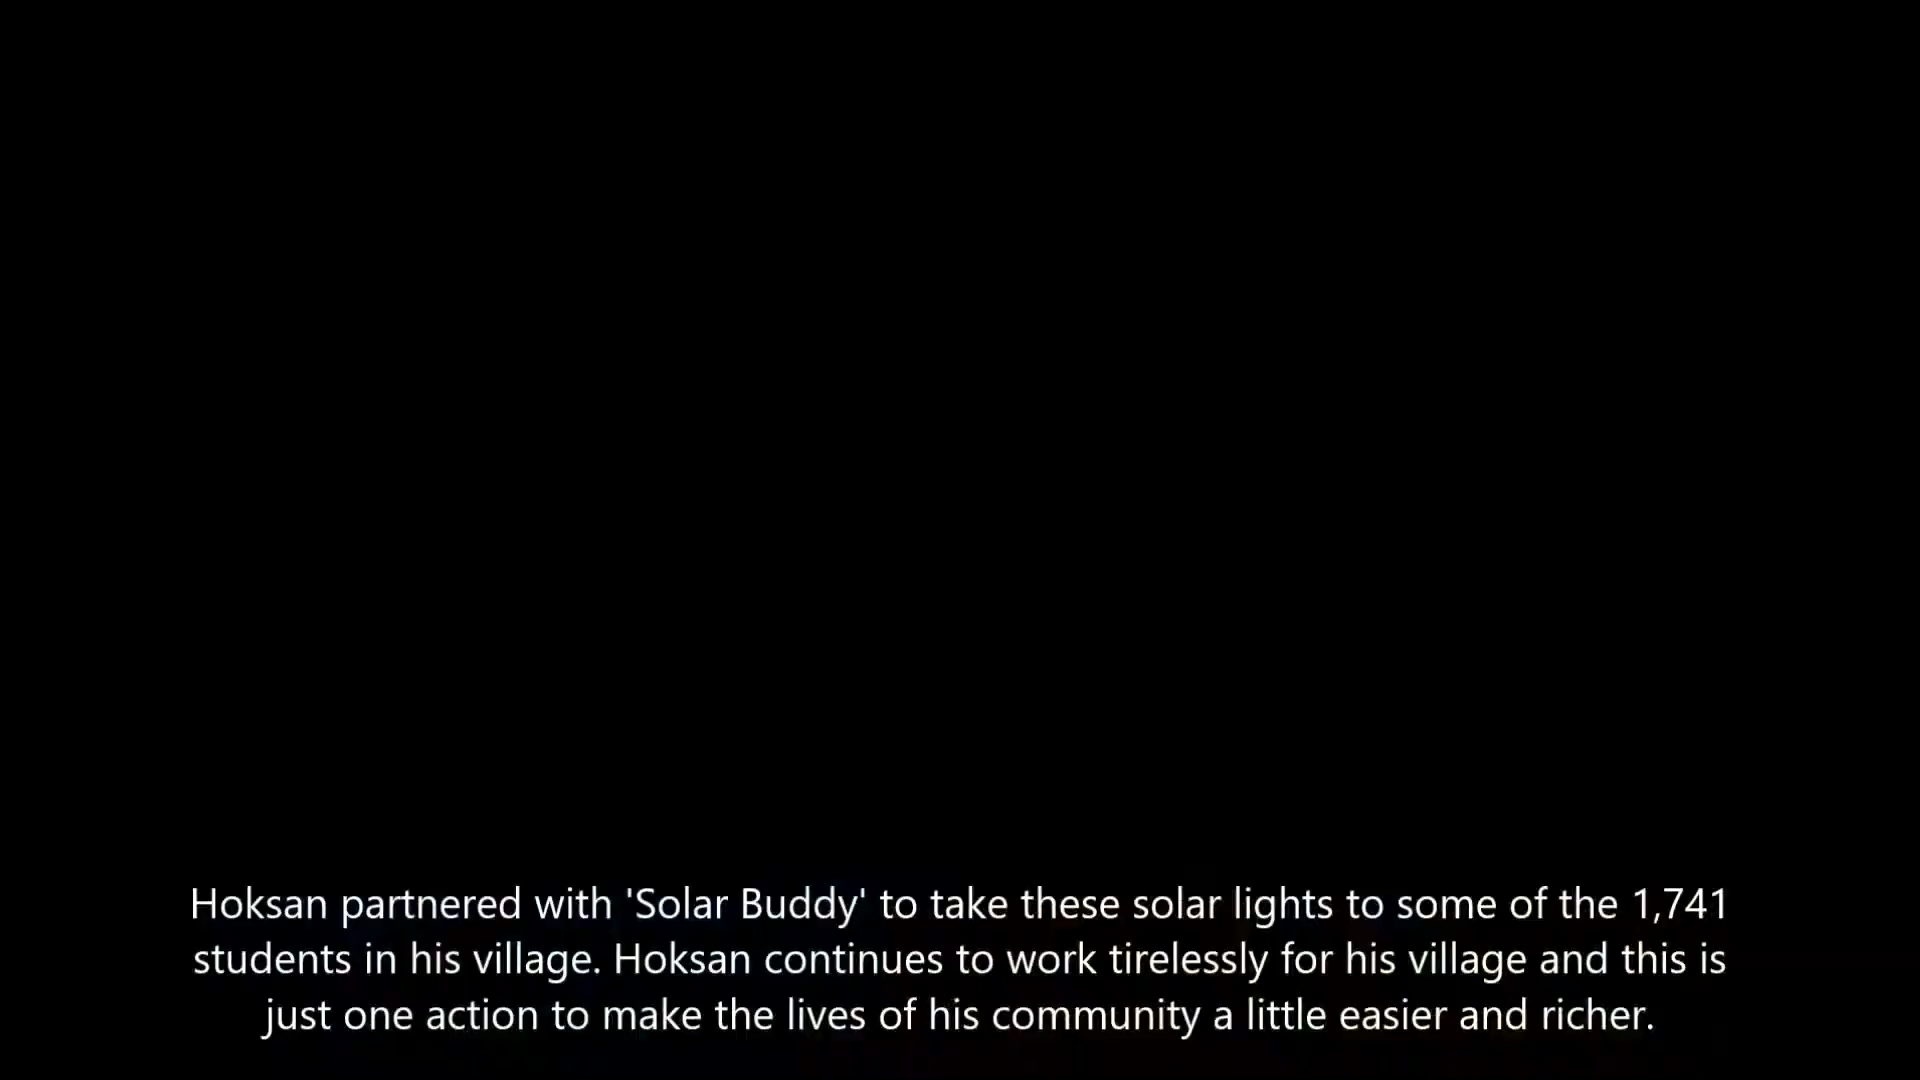 Hoksan partnered with 'Solar Buddy' to take these solar lights to some of the 1,741
students in his village. Hoksan continues to work tirelessly for his village and this is
just one action to make the lives of his community a little easier and richer.